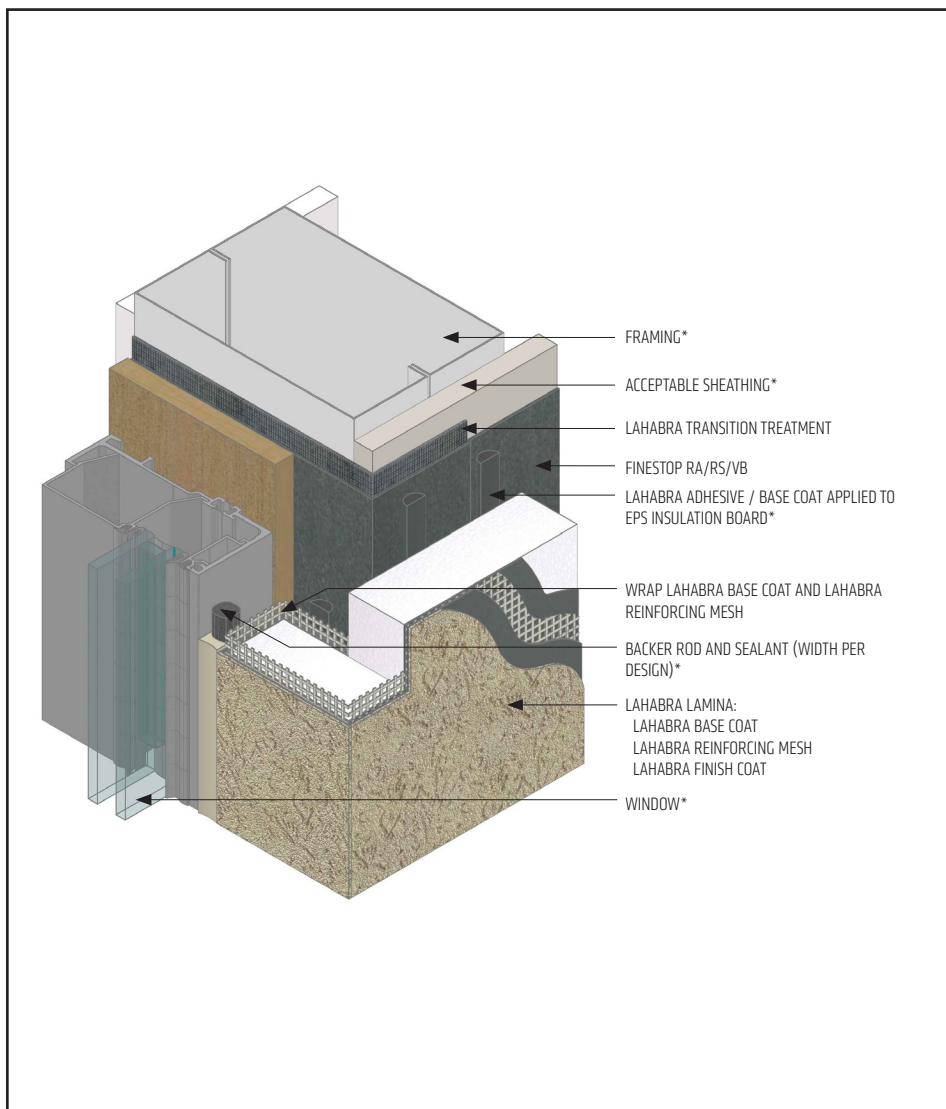 FRAMING*
ACCEPTABLE SHEATHING*
LAHABRA TRANSITION TREATMENT
FINESTOP RA/RS/VB
LAHABRA ADHESIVE / BASE COAT APPLIED TO
EPS INSULATION BOARD*
WRAP LAHABRA BASE COAT AND LAHABRA
REINFORCING MESH
BACKER ROD AND SEALANT (WIDTH PER
DESIGN)*
LAHABRA LAMINA:
LAHABRA BASE COAT
LAHABRA REINFORCING MESH
LAHABRA FINISH COAT
WINDOW*